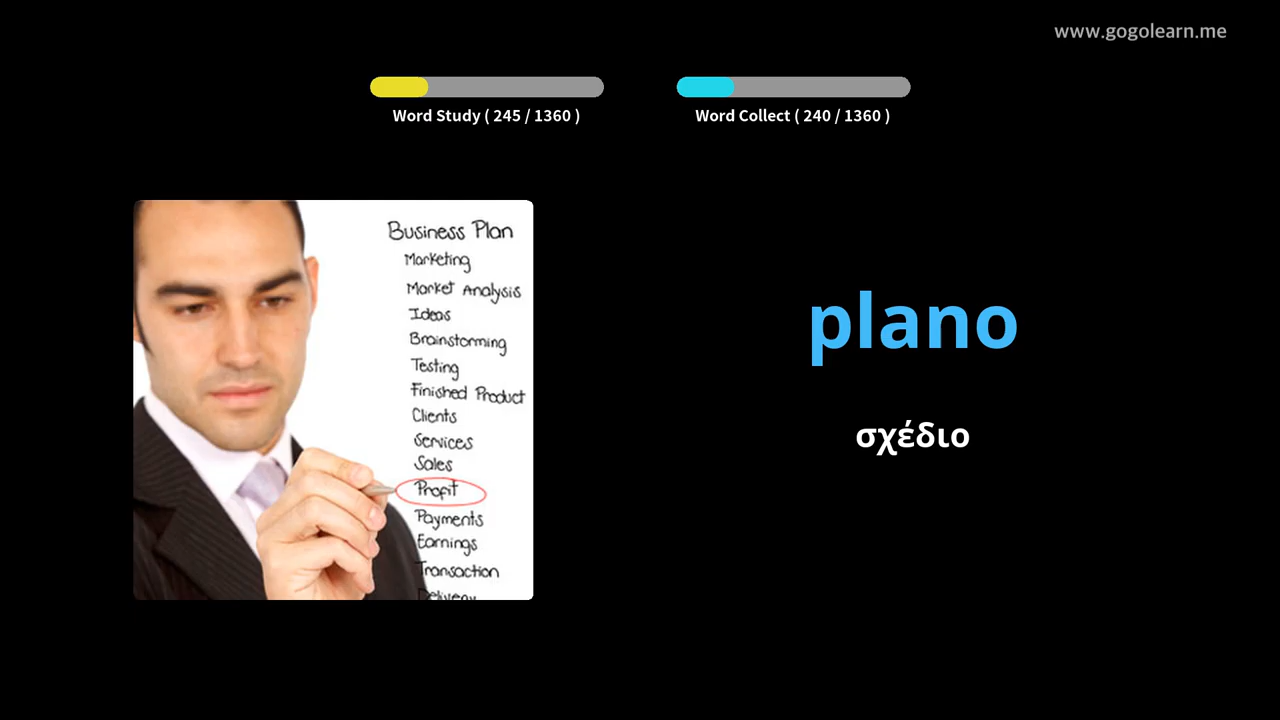 www.gogolearn.me
Word Study ( 245 / 1360 )
Word Collect ( 240 / 1360 )
Business Plan
Marketing
Market Analysis
Ideas
Brainstorming
Testing
Finished Product
Clients
Services
Sales
Profit
Payments
Earnings
Transaction
Delivery
plano
σχέδιο